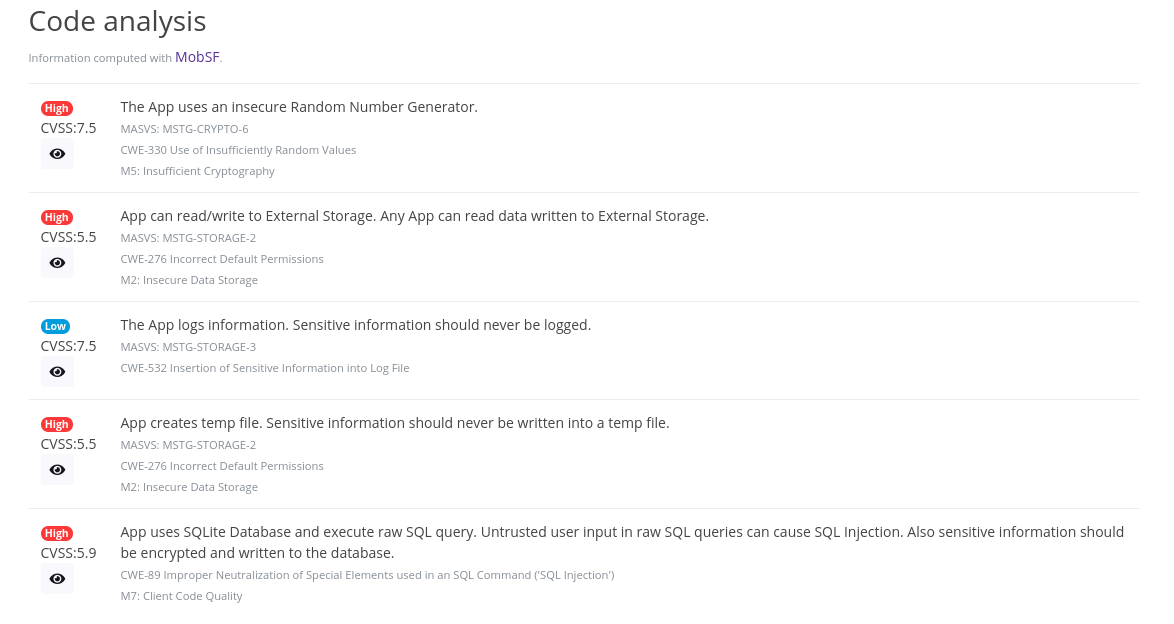 Code analysis
Information computed with MobSF.
High
CVSS:7.5
The App uses an insecure Random Number Generator.
MASVS: MSTG-CRYPTO-6
CWE-330 Use of Insufficiently Random Values
M5: Insufficient Cryptography
High
CVSS:5.5
App can read/write to External Storage. Any App can read data written to External Storage.
MASVS: MSTG-STORAGE-2
CWE-276 Incorrect Default Permissions
M2: Insecure Data Storage
Low
CVSS:7.5
The App logs information. Sensitive information should never be logged.
MASVS: MSTG-STORAGE-3
CWE-532 Insertion of Sensitive Information into Log File
High
CVSS:5.5
App creates temp file. Sensitive information should never be written into a temp file.
MASVS: MSTG-STORAGE-2
CWE-276 Incorrect Default Permissions
M2: Insecure Data Storage
High
CVSS:5.9
App uses SQLite Database and execute raw SQL query. Untrusted user input in raw SQL queries can cause SQL Injection. Also sensitive information should
be encrypted and written to the database.
CWE-89 Improper Neutralization of Special Elements used in an SQL Command ('SQL Injection')
M7: Client Code Quality